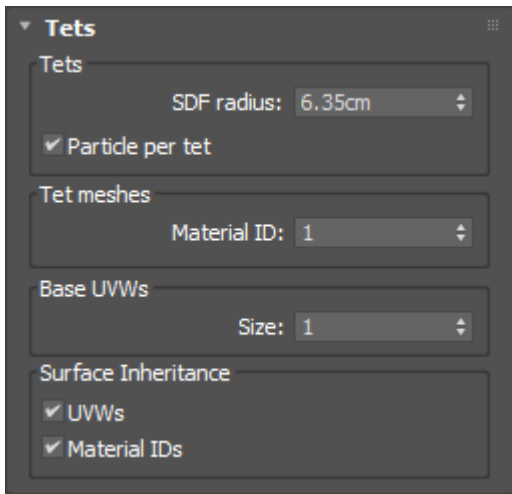 Tets
Tets
SDF radius: 6.35cm
Particle per tet
Tet meshes
Material ID: 1
Base UVWs
Size: 1
Surface Inheritance
UVWs
Material IDs